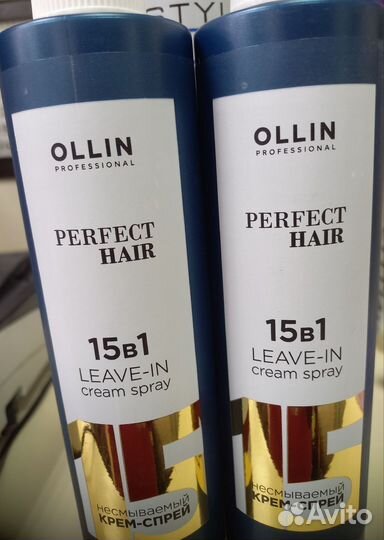 STYL
OLLIN
PROFESSIONAL
PERFECT
HAIR
15в1
LEAVE-IN
cream spray
несмываемый
КРЕМ-СПРЕЙ
OLLIN
PROFESSIONAL
PERFECT
HAIR
15в1
LEAVE-IN
cream spray
несмываемый
КРЕМ-СПРЕЙ
Avito